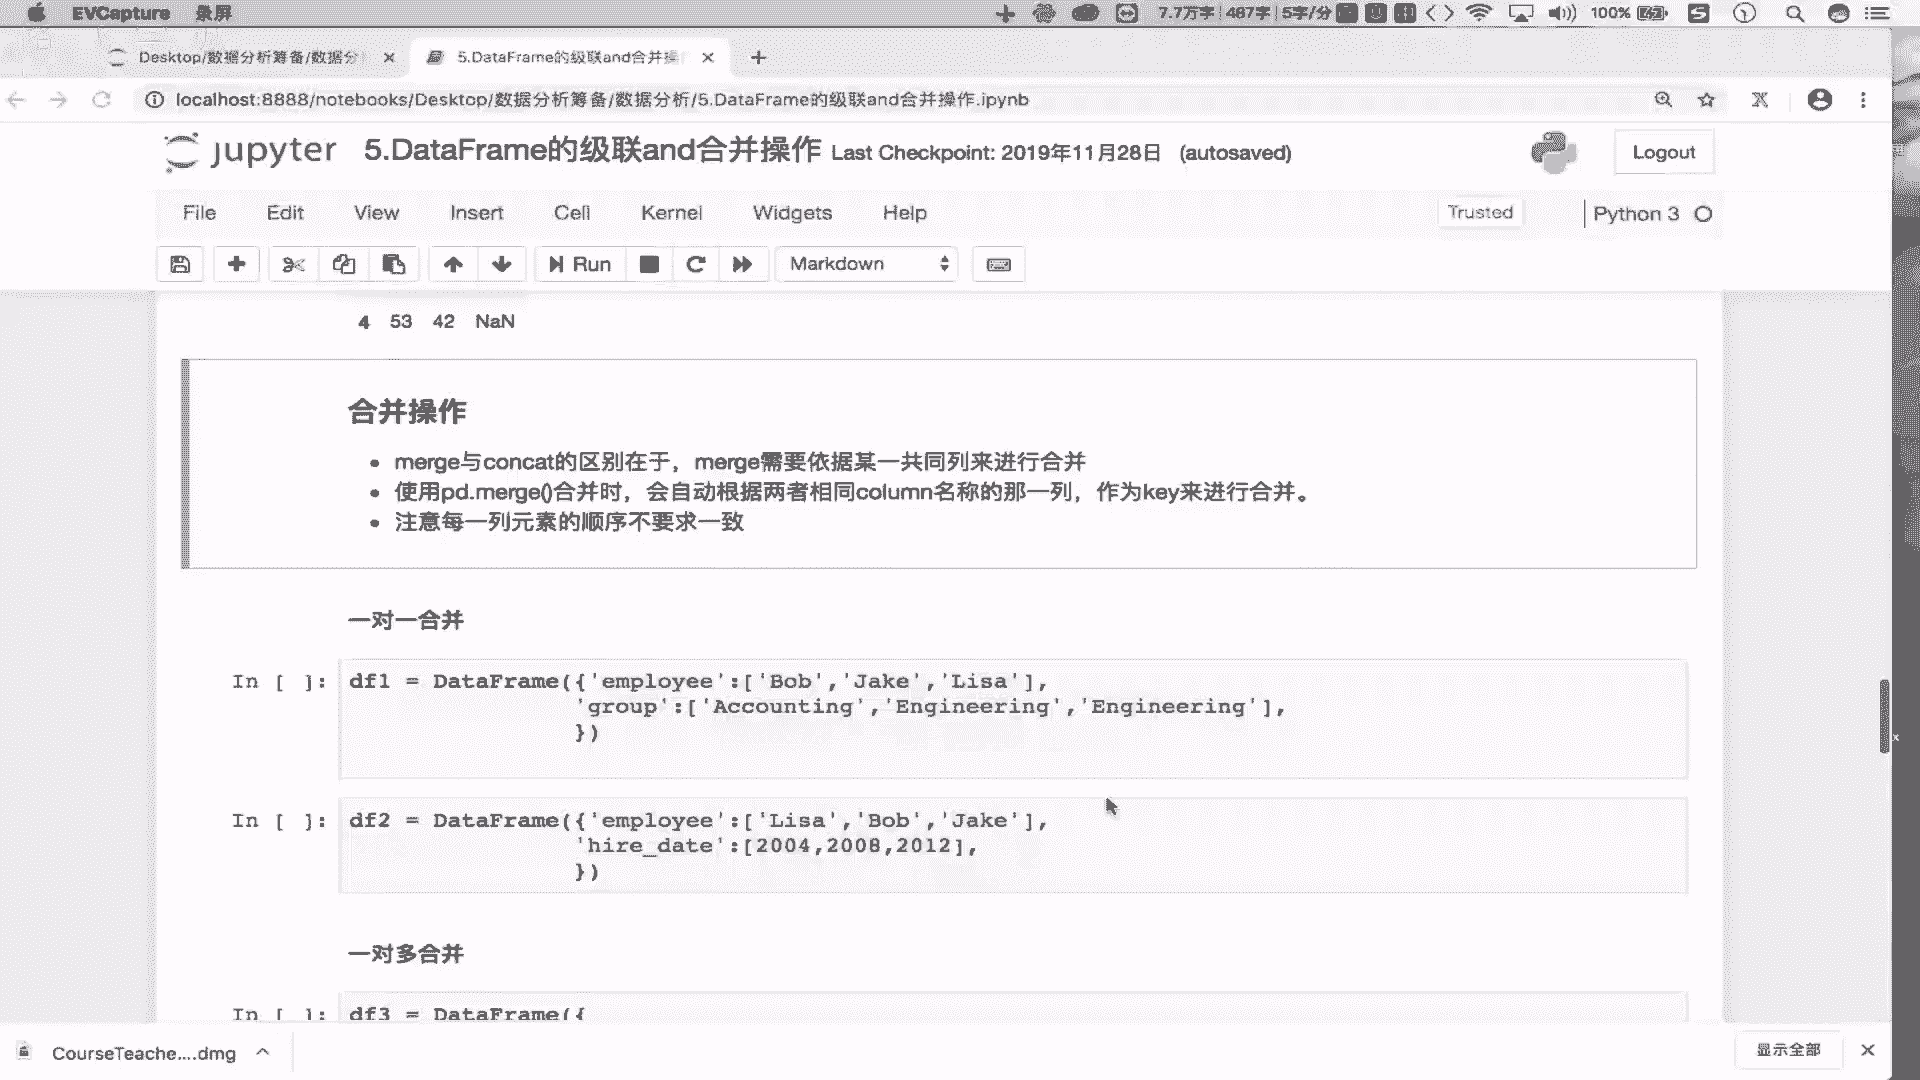 EVCapture 录屏 7.7万字 487字 5字/分 100%
Desktop/数据分析筹备/数据分 5.DataFrame的级联and合并操
localhost:8888/notebooks/Desktop/数据分析筹备/数据分析/5.DataFrame的级联and合并操作.ipynb
jupyter 5.DataFrame的级联and合并操作 Last Checkpoint: 2019年11月28日 (autosaved) Logout
File Edit View Insert Cell Kernel Widgets Help Trusted Python 3
Run Markdown
4 53 42 NaN
合并操作
merge与concat的区别在于，merge需要依据某一共同列来进行合并
使用pd.merge()合并时，会自动根据两者相同column名称的那一列，作为key来进行合并。
注意每一列元素的顺序不要求一致
一对一合并
In [ ]: df1 = DataFrame({'employee':['Bob','Jake','Lisa'],
'group':['Accounting','Engineering','Engineering'],
})
In [ ]: df2 = DataFrame({'employee':['Lisa','Bob','Jake'],
'hire_date':[2004,2008,2012],
})
一对多合并
In [ ]: df3 = DataFrame({
CourseTeache....dmg 显示全部